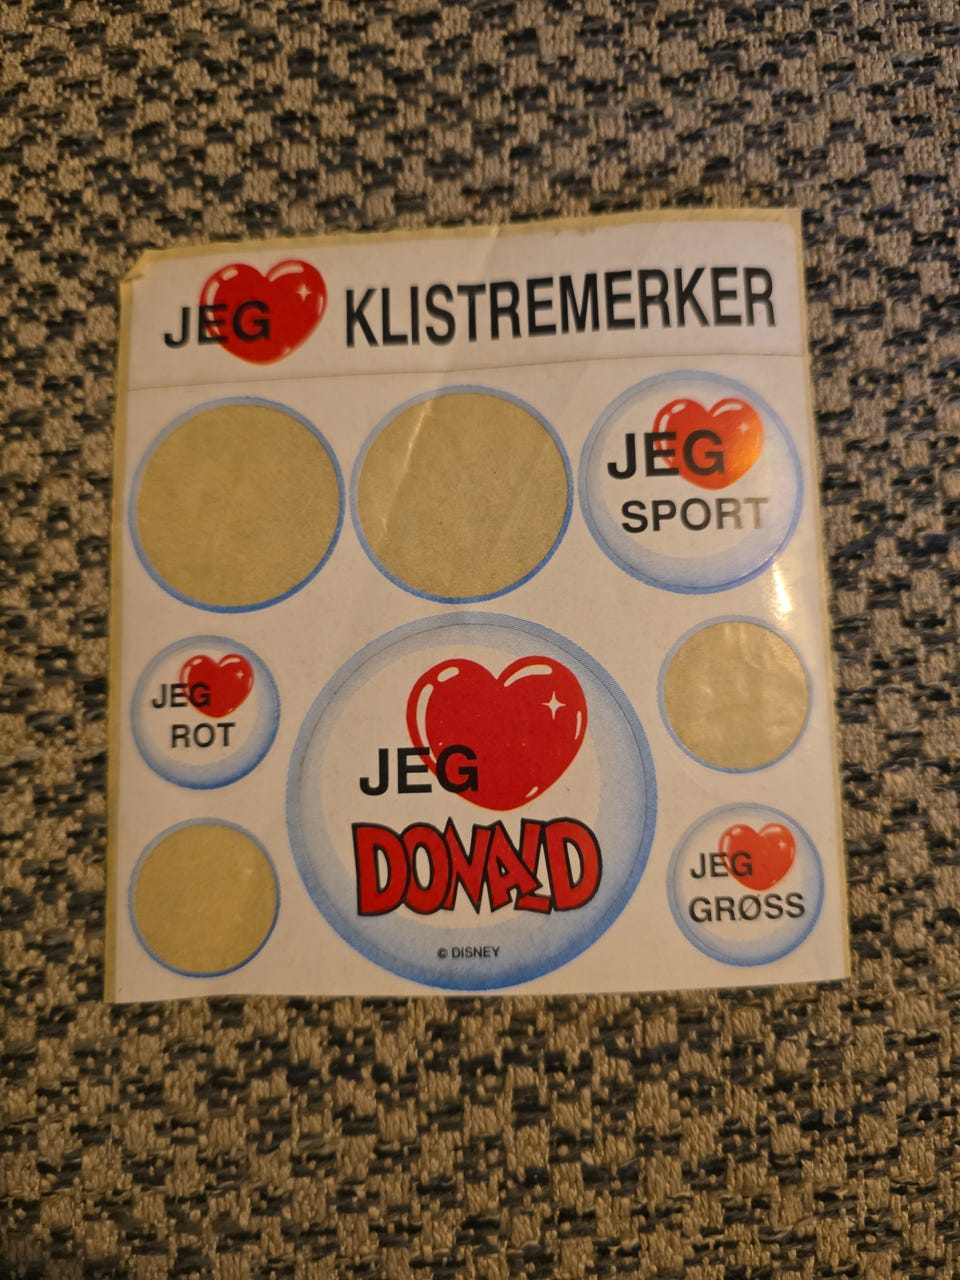 JEG KLISTREMERKER
JEG
SPORT
JEG
ROT
JEG
DONALD
© DISNEY
JEG
GRØSS